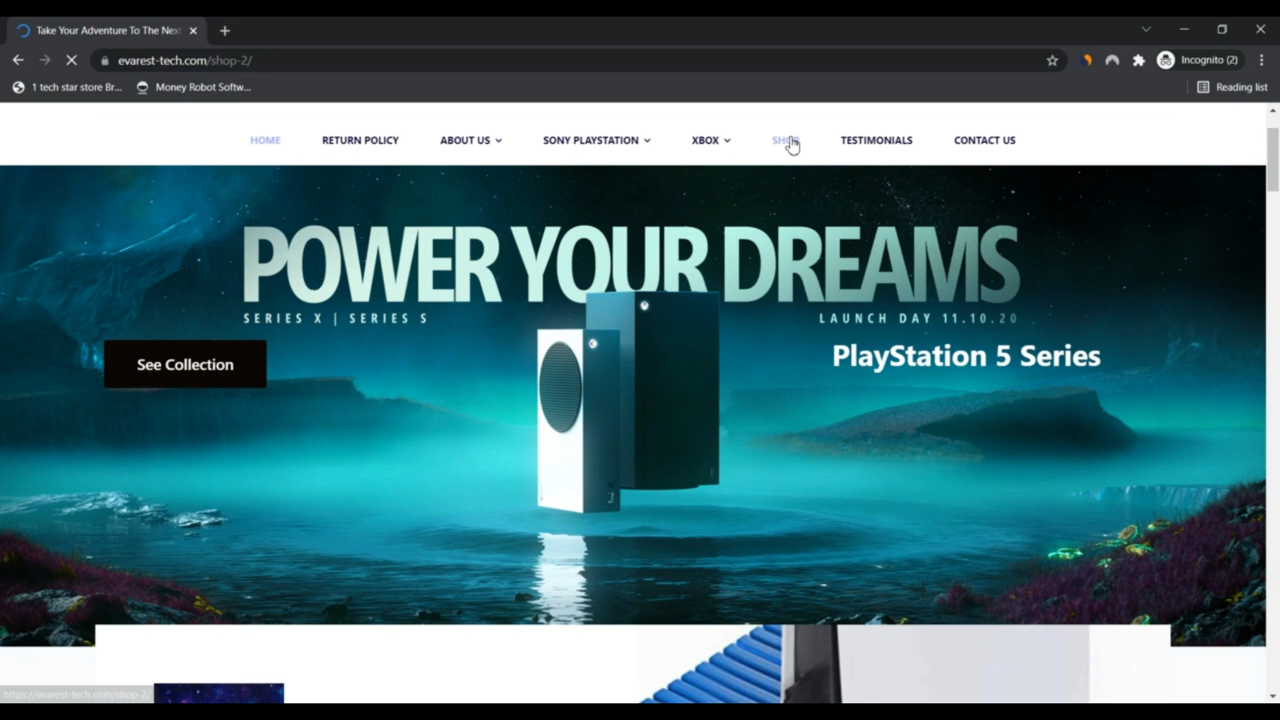 Take Your Adventure To The Nex
evarest-tech.com/shop-2/
Incognito (2)
1 tech star store Br...
Money Robot Softw...
Reading list
HOME
RETURN POLICY
ABOUT US
SONY PLAYSTATION
XBOX
SHOP
TESTIMONIALS
CONTACT US
POWER YOUR DREAMS
SERIES X | SERIES S
LAUNCH DAY 11.10.20
See Collection
PlayStation 5 Series
https://evarest-tech.com/shop-2/